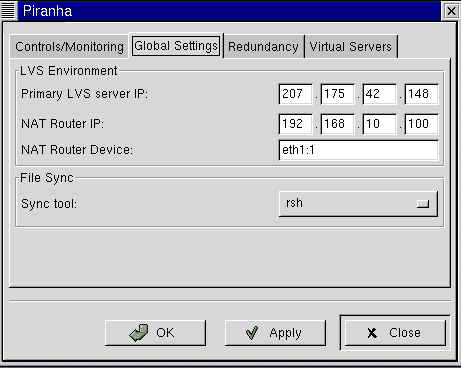 Piranha
Controls/Monitoring Global Settings Redundancy Virtual Servers
LVS Environment
Primary LVS server IP: 207 . 175 . 42 . 148
NAT Router IP: 192 . 168 . 10 . 100
NAT Router Device: eth1:1
File Sync
Sync tool: rsh
OK Apply Close